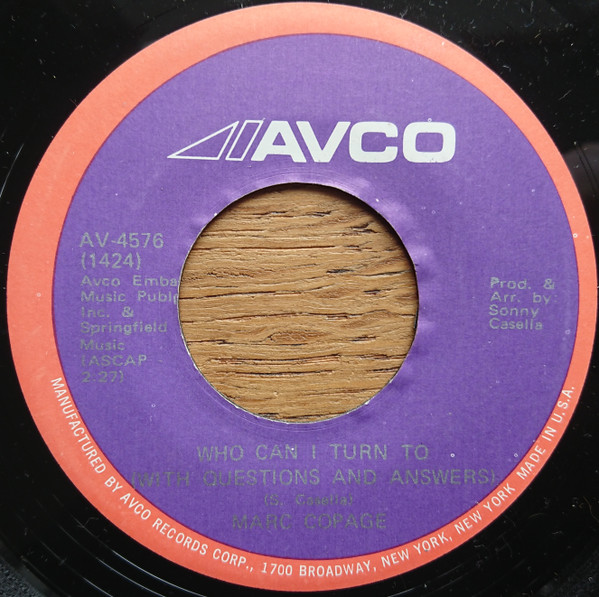 AVCO
AV-4576
(1424)
Avco Emba
Music Publ
Inc. &
Springfield
Music
(ASCAP -
2:29)
Prod. &
Arr. by:
Sonny
Casella
WHO CAN I TURN TO
(WITH QUESTIONS AND ANSWERS)
(S. Casella)
MARC COPAGE
MANUFACTURED BY AVCO RECORDS CORP., 1700 BROADWAY, NEW YORK, NEW YORK MADE IN U.S.A.